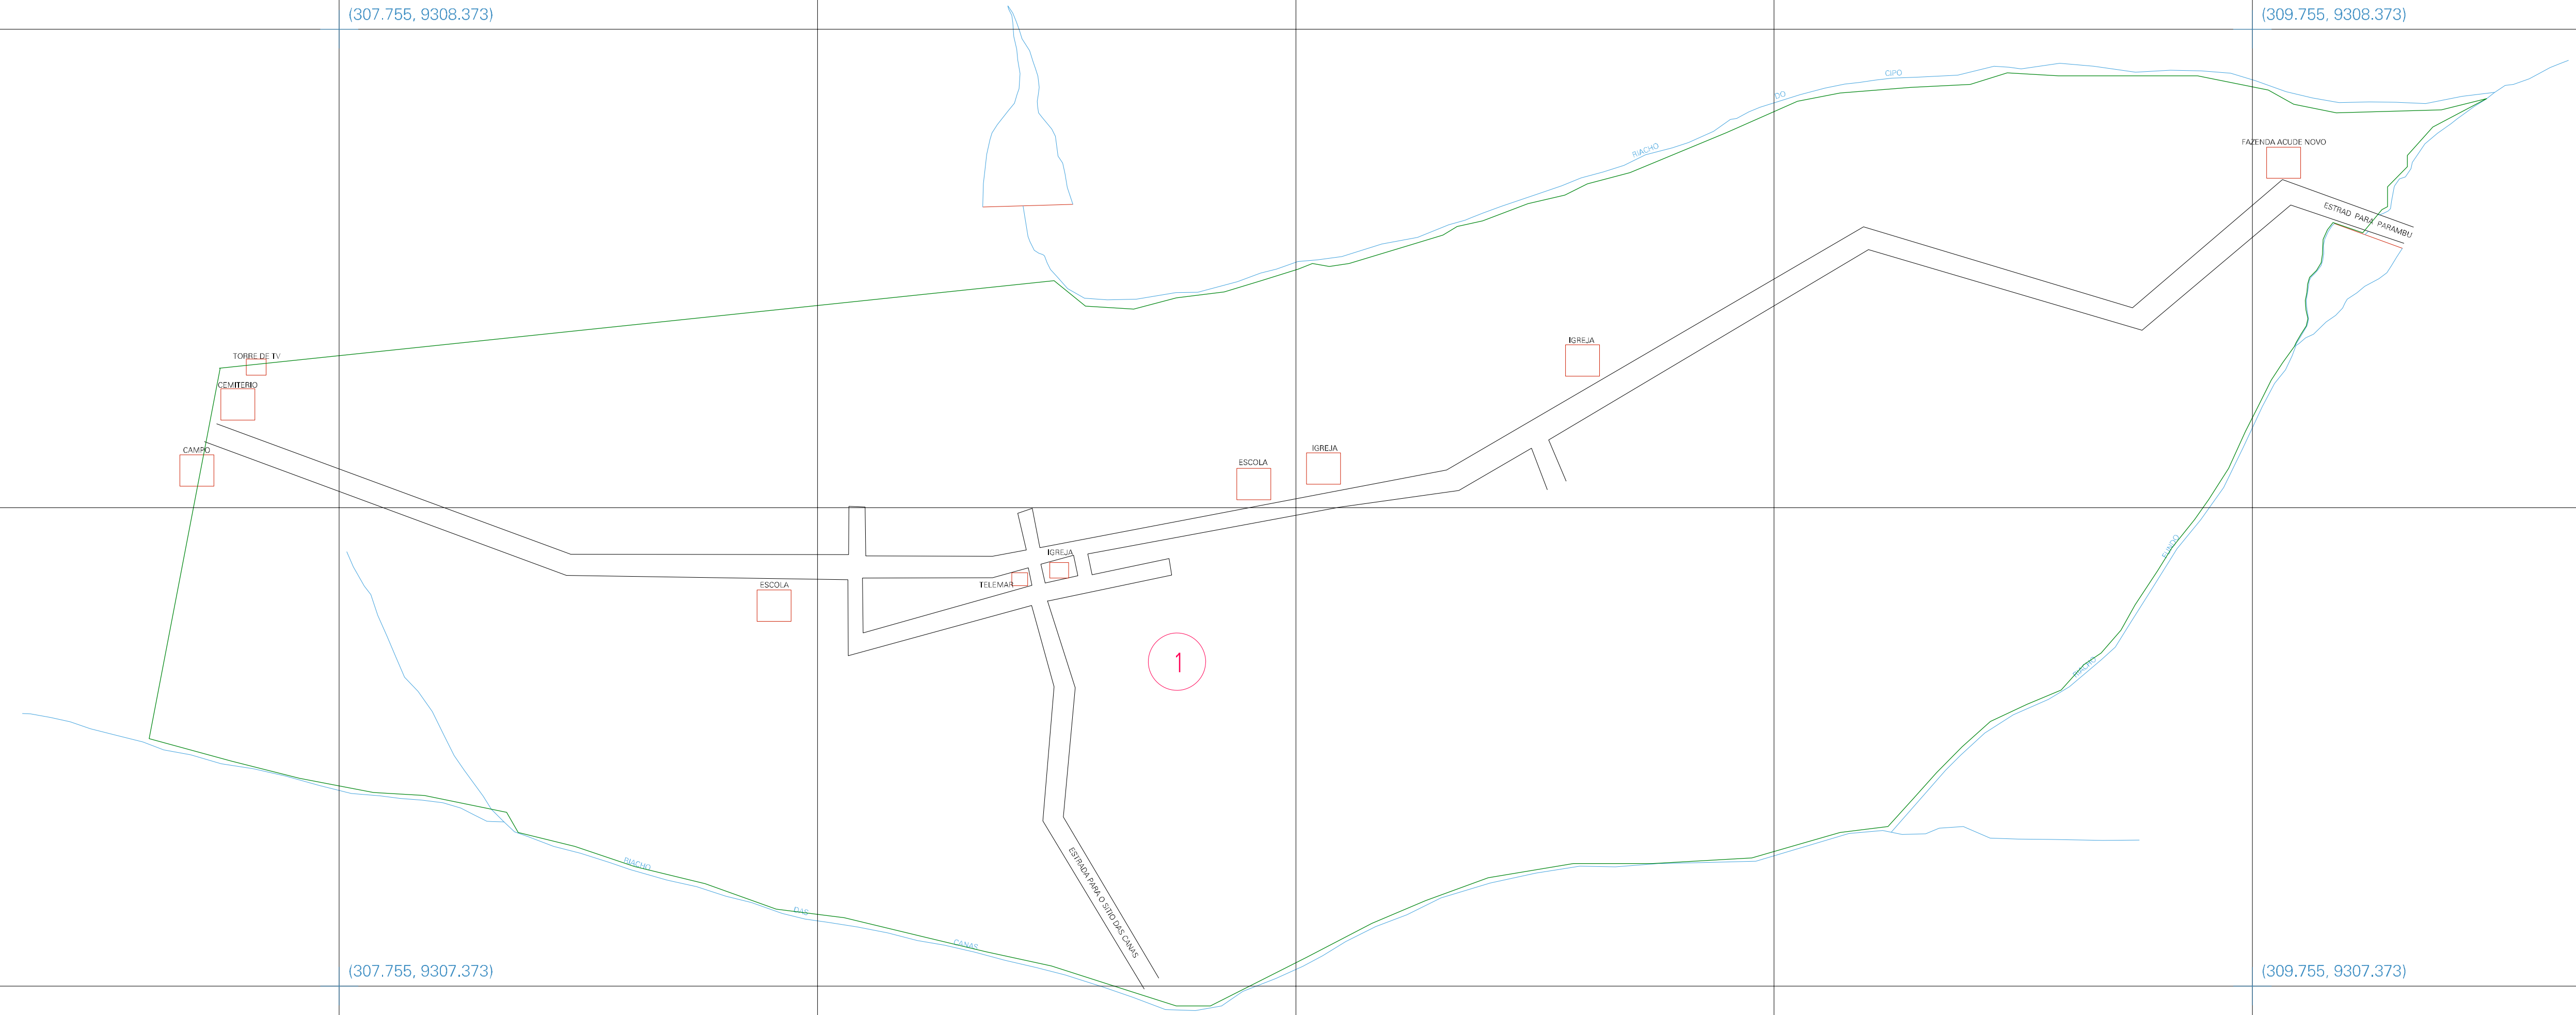 (307.755, 9308.373)
(309.755, 9308.373)
CIPO
DO
RIACHO
FAZENDA ACUDE NOVO
ESTRAD PARA PARAMBU
IGREJA
TORRE DE TV
CEMITERIO
CAMPO
IGREJA
ESCOLA
IGREJA
TELEMAR
ESCOLA
FUNDO
RIACHO
1
RIACHO
DAS
CANAS
ESTRADA PARA O SITIO DAS CANAS
(307.755, 9307.373)
(309.755, 9307.373)